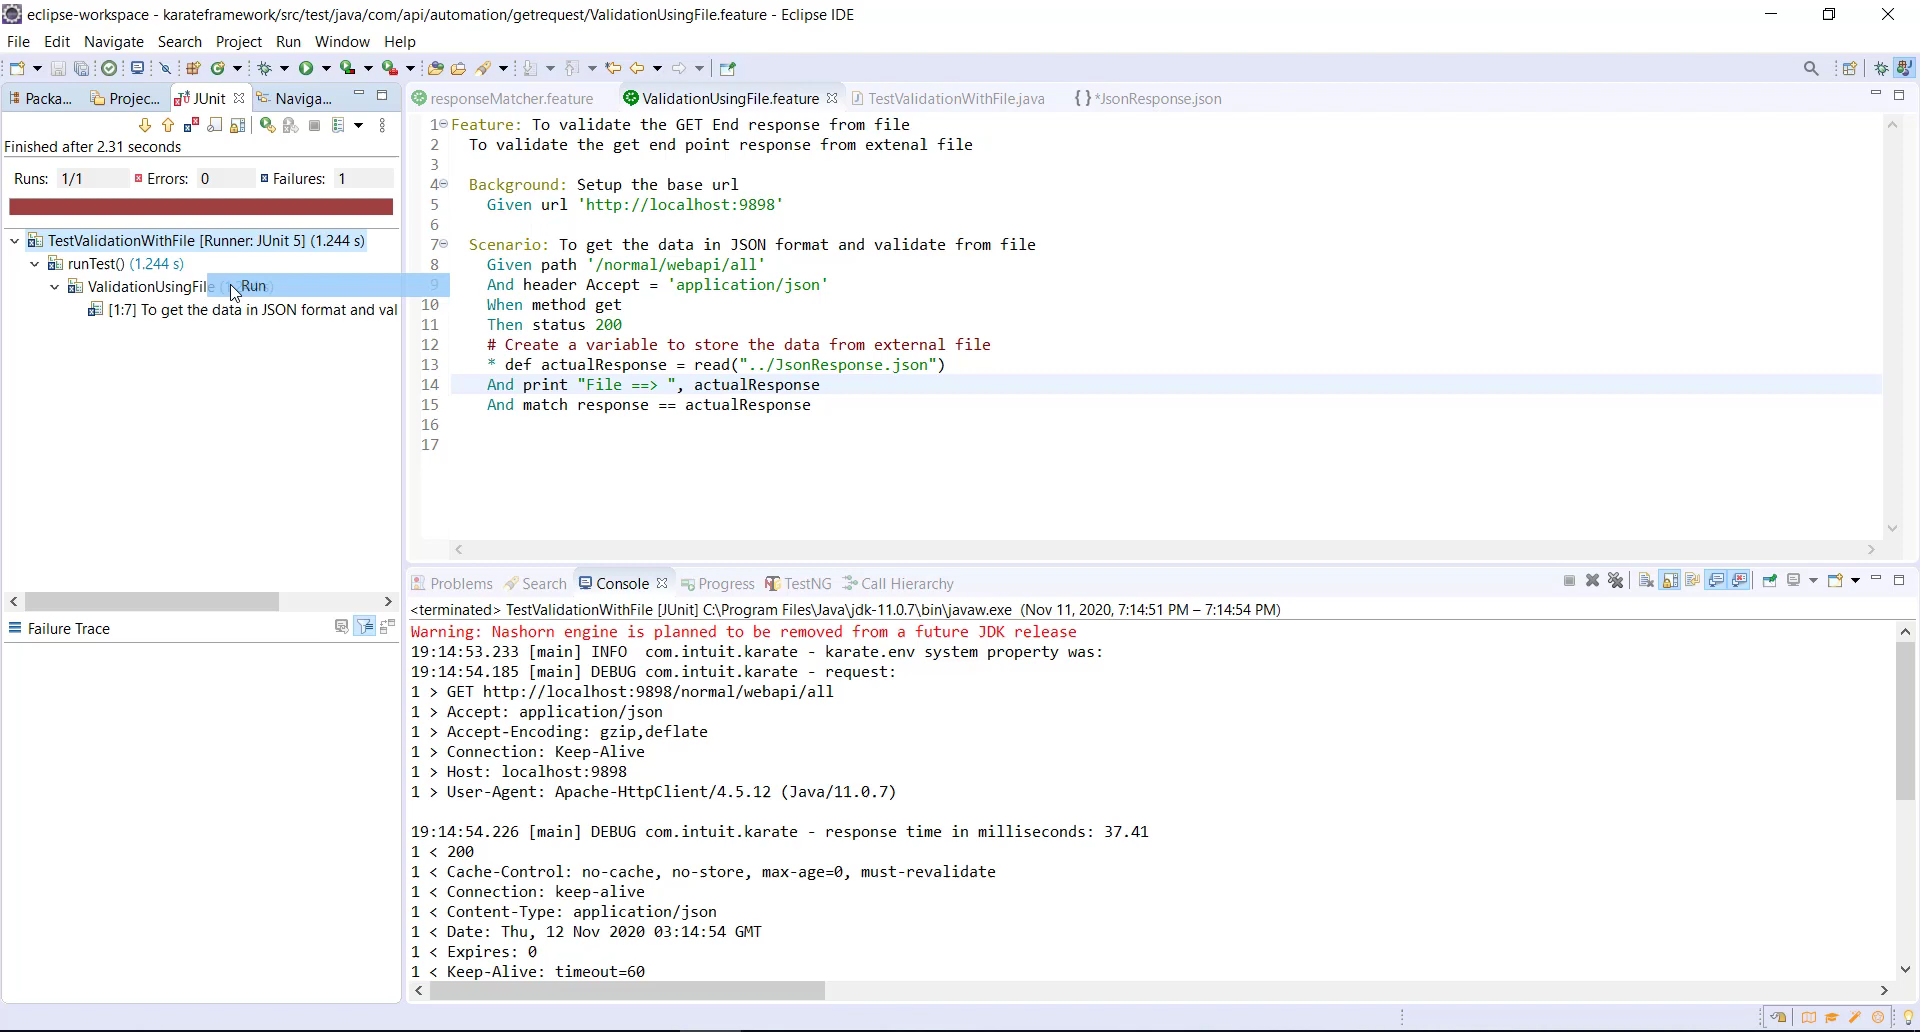 eclipse-workspace - karateframework/src/test/java/com/api/automation/getrequest/ValidationUsingFile.feature - Eclipse IDE
File Edit Navigate Search Project Run Window Help
Packa... Projec... JUnit Naviga...
Finished after 2.31 seconds
Runs: 1/1 Errors: 0 Failures: 1
TestValidationWithFile [Runner: JUnit 5] (1.244 s)
runTest() (1.244 s)
ValidationUsingFile
Run
[1:7] To get the data in JSON format and val
Failure Trace
responseMatcher.feature ValidationUsingFile.feature TestValidationWithFile.java { } *JsonResponse.json
1 Feature: To validate the GET End response from file
2 To validate the get end point response from extenal file
3
4 Background: Setup the base url
5 Given url 'http://localhost:9898'
6
7 Scenario: To get the data in JSON format and validate from file
8 Given path '/normal/webapi/all'
9 And header Accept = 'application/json'
10 When method get
11 Then status 200
12 # Create a variable to store the data from external file
13 * def actualResponse = read("../JsonResponse.json")
14 And print "File ==> ", actualResponse
15 And match response == actualResponse
16
17
Problems Search Console Progress TestNG Call Hierarchy
<terminated> TestValidationWithFile [JUnit] C:\Program Files\Java\jdk-11.0.7\bin\javaw.exe (Nov 11, 2020, 7:14:51 PM – 7:14:54 PM)
Warning: Nashorn engine is planned to be removed from a future JDK release
19:14:53.233 [main] INFO  com.intuit.karate - karate.env system property was:
19:14:54.185 [main] DEBUG com.intuit.karate - request:
1 > GET http://localhost:9898/normal/webapi/all
1 > Accept: application/json
1 > Accept-Encoding: gzip,deflate
1 > Connection: Keep-Alive
1 > Host: localhost:9898
1 > User-Agent: Apache-HttpClient/4.5.12 (Java/11.0.7)
19:14:54.226 [main] DEBUG com.intuit.karate - response time in milliseconds: 37.41
1 < 200
1 < Cache-Control: no-cache, no-store, max-age=0, must-revalidate
1 < Connection: keep-alive
1 < Content-Type: application/json
1 < Date: Thu, 12 Nov 2020 03:14:54 GMT
1 < Expires: 0
1 < Keep-Alive: timeout=60